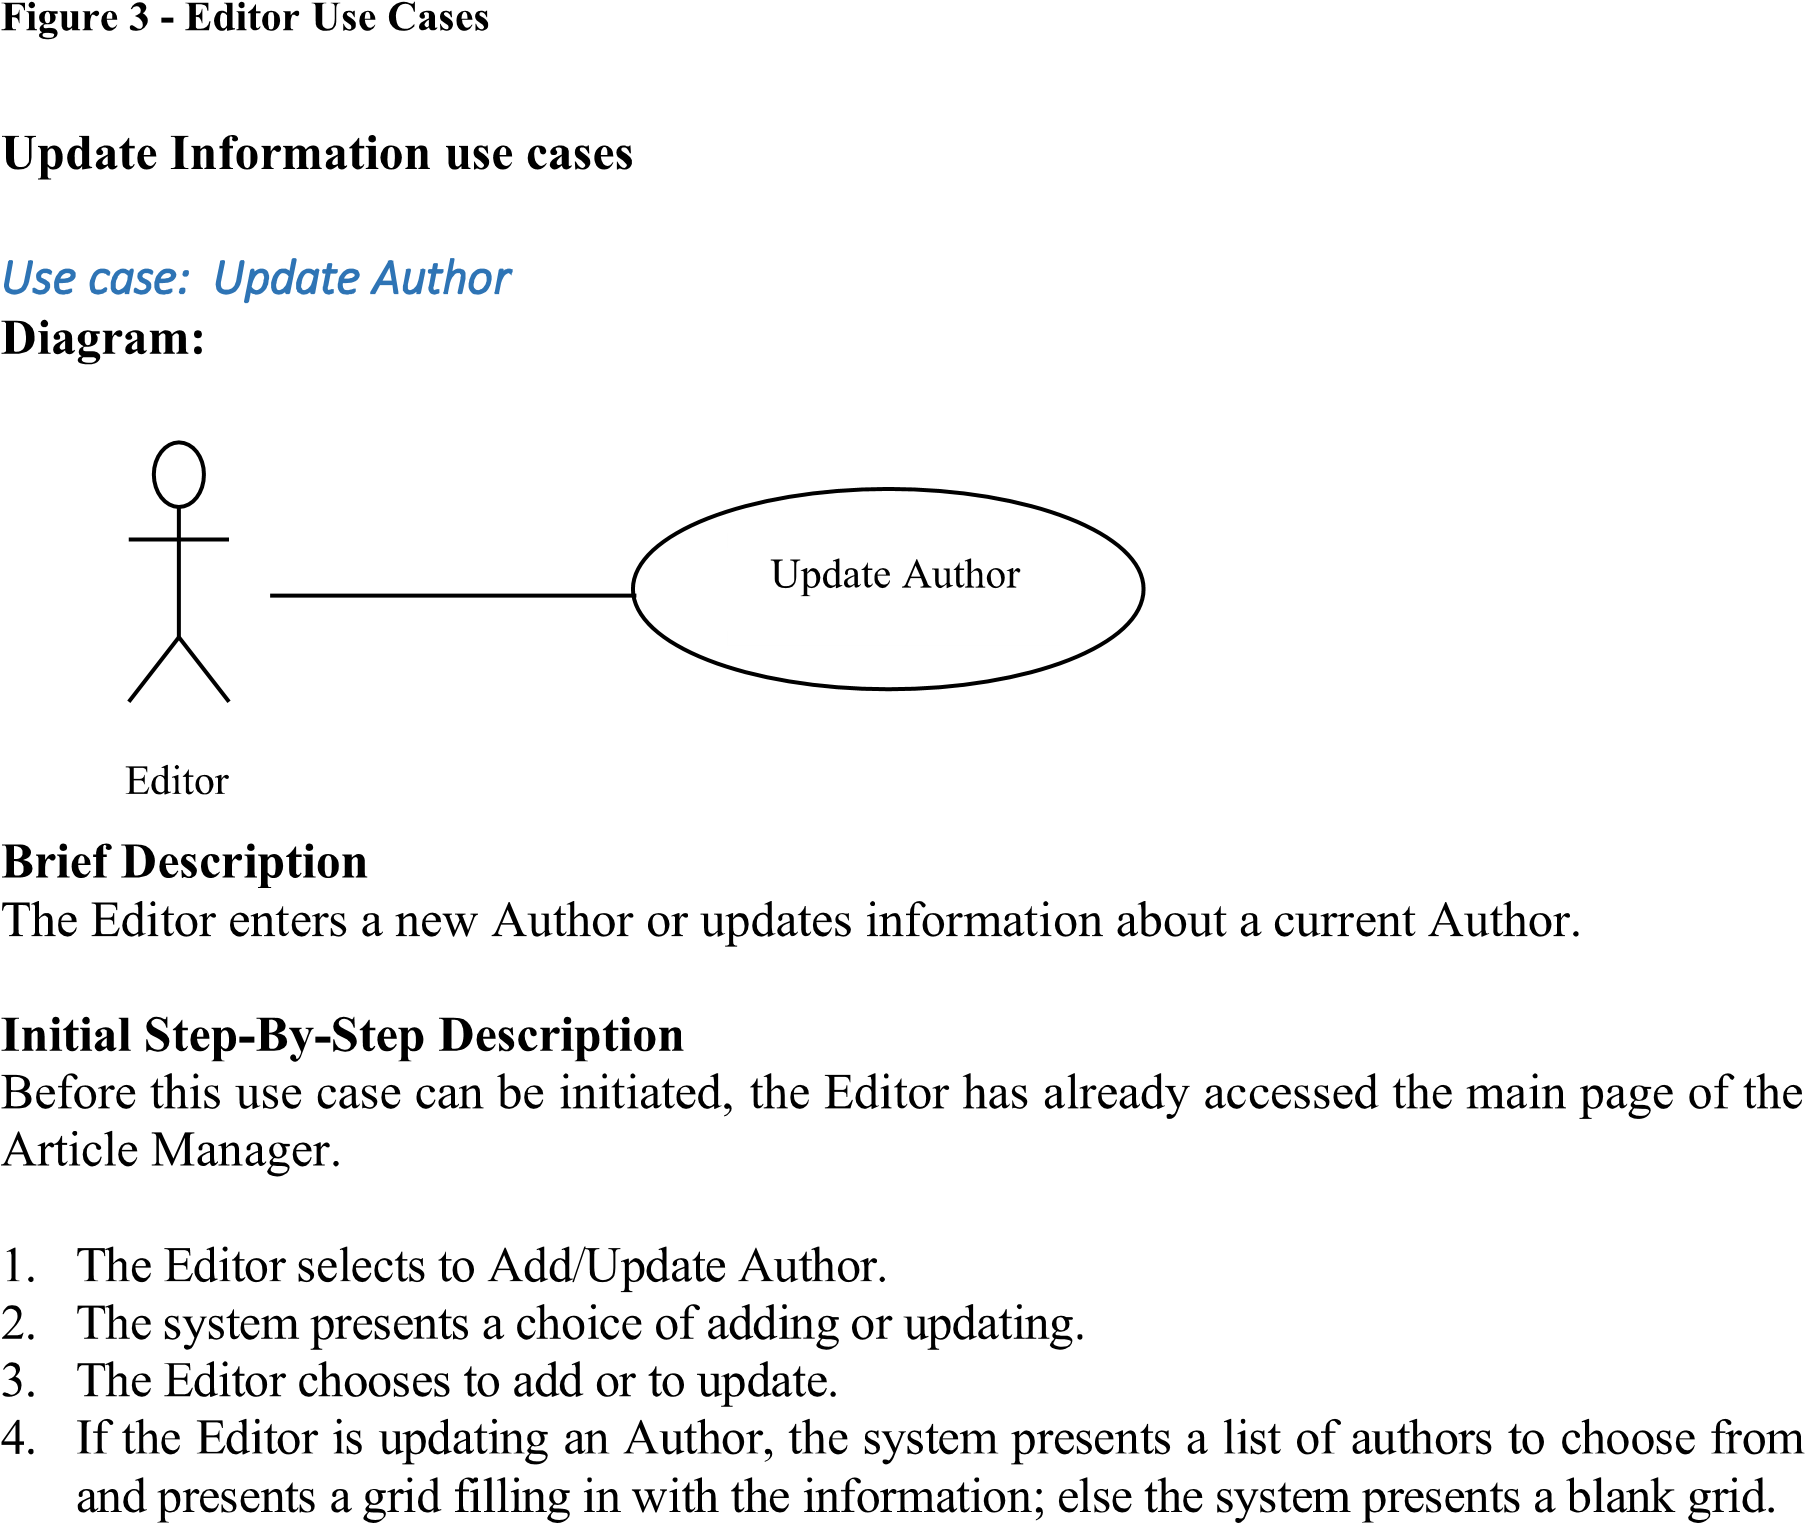 Figure 3 - Editor Use Cases
Update Information use cases
Use case:  Update Author
Diagram:
Update Author
Editor
Brief Description
The Editor enters a new Author or updates information about a current Author.
Initial Step-By-Step Description
Before this use case can be initiated, the Editor has already accessed the main page of the
Article Manager.
1. The Editor selects to Add/Update Author.
2. The system presents a choice of adding or updating.
3. The Editor chooses to add or to update.
4. If the Editor is updating an Author, the system presents a list of authors to choose from
and presents a grid filling in with the information; else the system presents a blank grid.